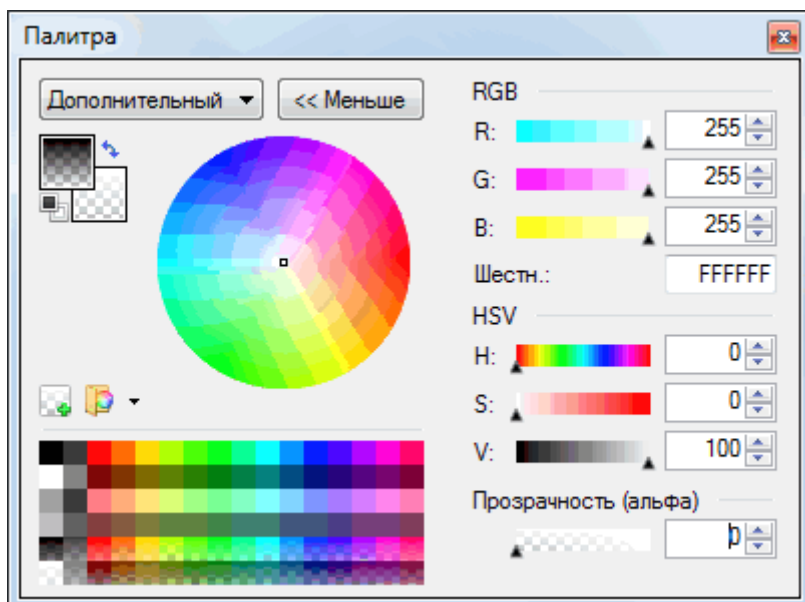 Палитра
Дополнительный
<< Меньше
RGB
R: 255
G: 255
B: 255
Шестн.: FFFFFF
HSV
H: 0
S: 0
V: 100
Прозрачность (альфа)
0